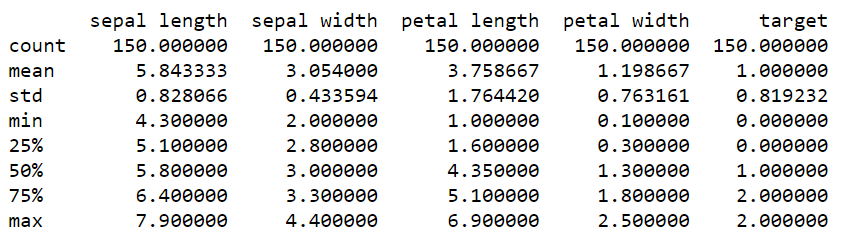 sepal length sepal width petal length petal width target
count 150.000000 150.000000 150.000000 150.000000 150.000000
mean 5.843333 3.054000 3.758667 1.198667 1.000000
std 0.828066 0.433594 1.764420 0.763161 0.819232
min 4.300000 2.000000 1.000000 0.100000 0.000000
25% 5.100000 2.800000 1.600000 0.300000 0.000000
50% 5.800000 3.000000 4.350000 1.300000 1.000000
75% 6.400000 3.300000 5.100000 1.800000 2.000000
max 7.900000 4.400000 6.900000 2.500000 2.000000